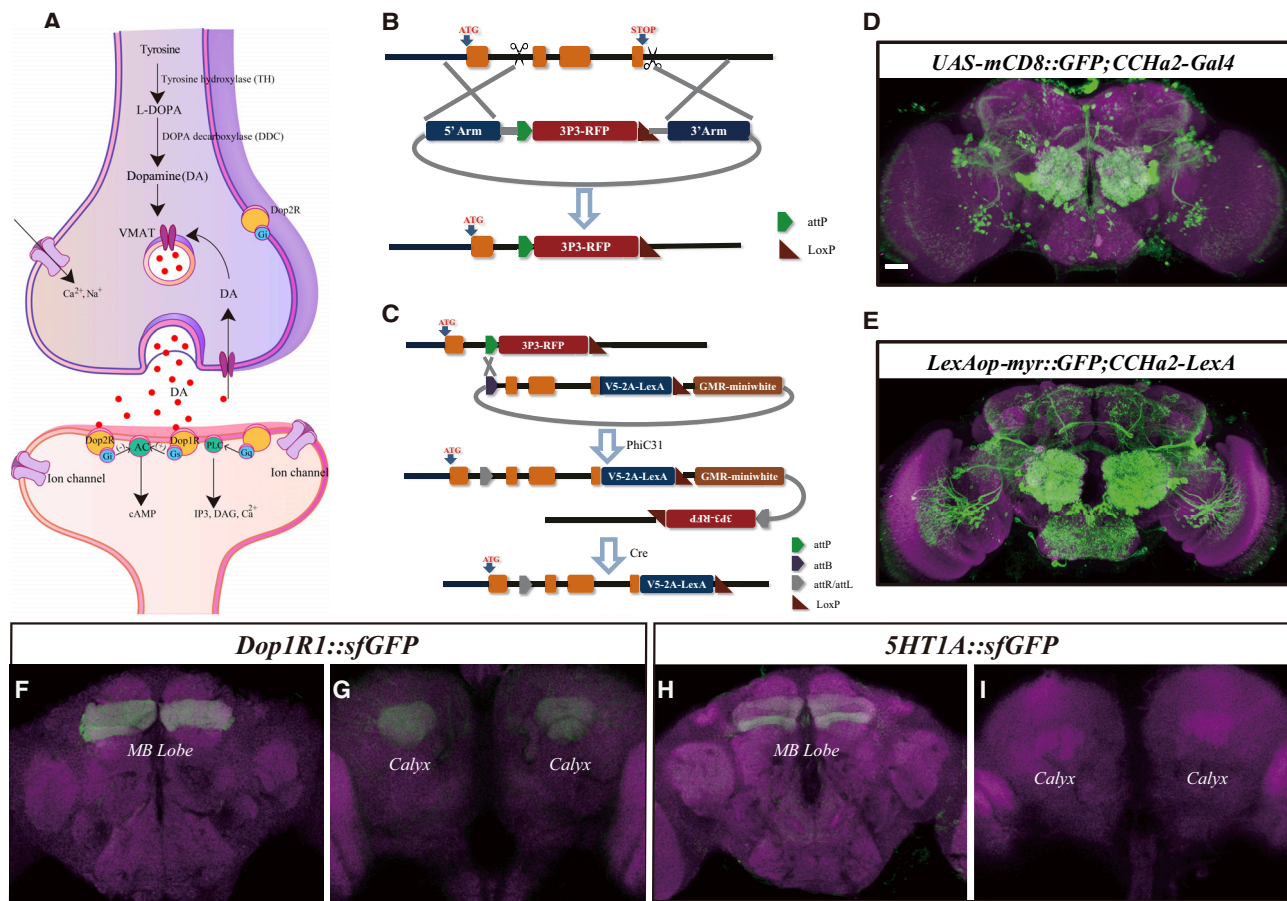 A
Tyrosine
Tyrosine hydroxylase (TH)
L-DOPA
DOPA decarboxylase (DDC)
Dopamine(DA)
VMAT
Dop2R
Gi
Ca2+, Na+
DA
DA
Dop2R
Gi
(-)
AC
(+)
Dop1R
Gs
PLC
Gq
Ion channel
Ion channel
cAMP
IP3, DAG, Ca2+
B
ATG
STOP
5' Arm
3P3-RFP
3' Arm
ATG
3P3-RFP
attP
LoxP
C
ATG
3P3-RFP
V5-2A-LexA
GMR-miniwhite
PhiC31
ATG
V5-2A-LexA
GMR-miniwhite
3P3-RFP
Cre
ATG
V5-2A-LexA
attP
attB
attR/attL
LoxP
D
UAS-mCD8::GFP;CCHa2-Gal4
E
LexAop-myr::GFP;CCHa2-LexA
Dop1R1::sfGFP
F
MB Lobe
G
Calyx
Calyx
5HT1A::sfGFP
H
MB Lobe
I
Calyx
Calyx